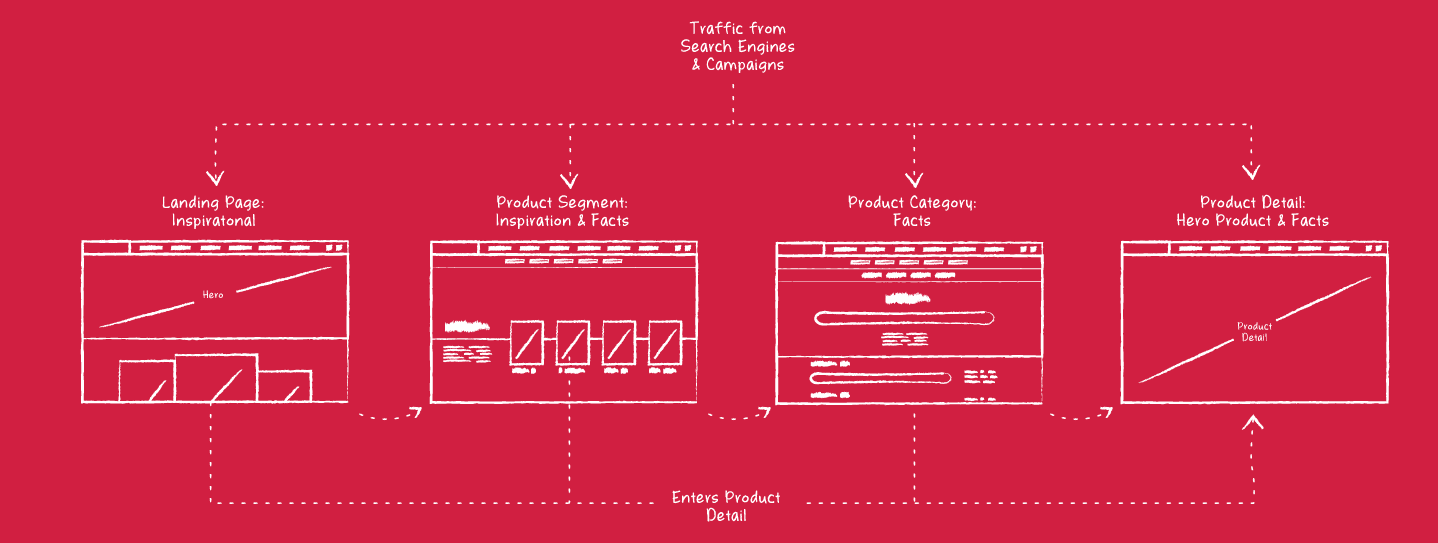 Traffic from
Search Engines
& Campaigns
Landing Page:
Inspiratonal
Product Segment:
Inspiration & Facts
Product Category:
Facts
Product Detail:
Hero Product & Facts
Hero
Product
Detail
Enters Product
Detail